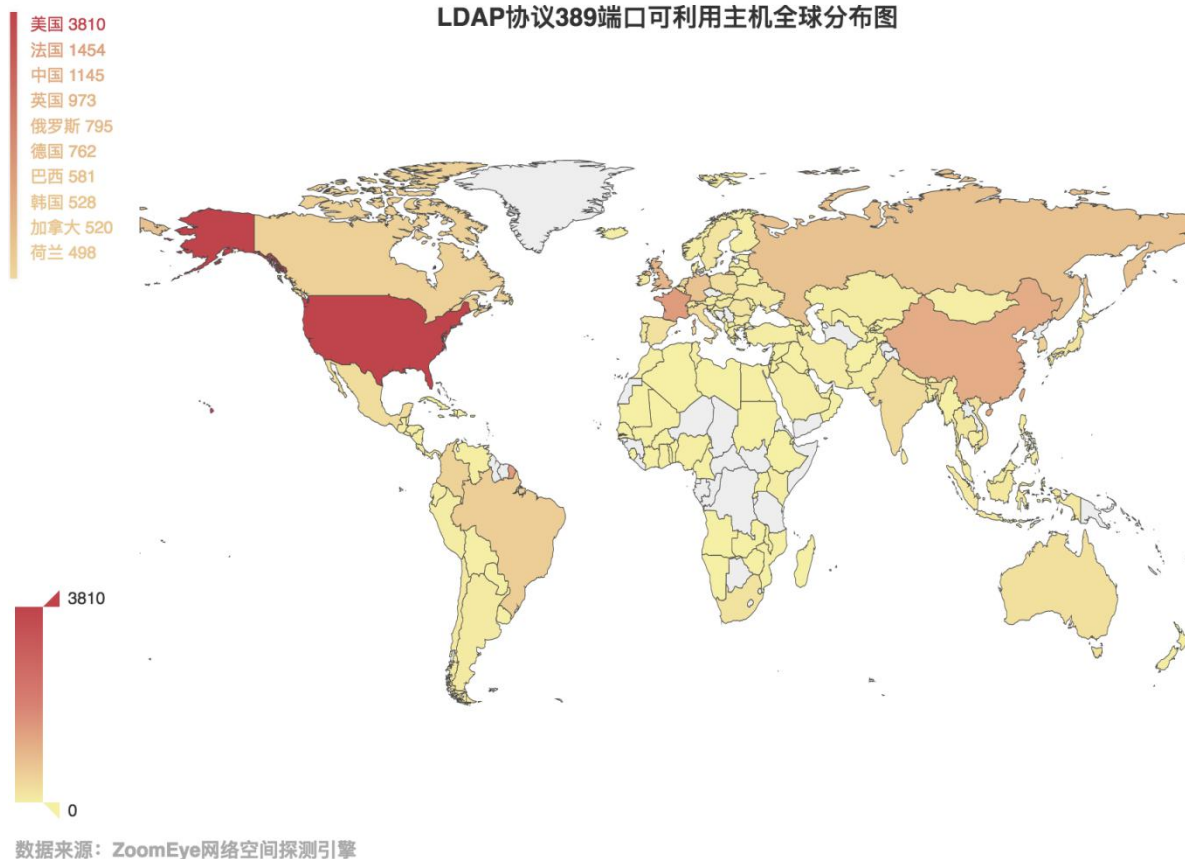 LDAP协议389端口可利用主机全球分布图
美国 3810
法国 1454
中国 1145
英国 973
俄罗斯 795
德国 762
巴西 581
韩国 528
加拿大 520
荷兰 498
3810
0
数据来源：ZoomEye网络空间探测引擎